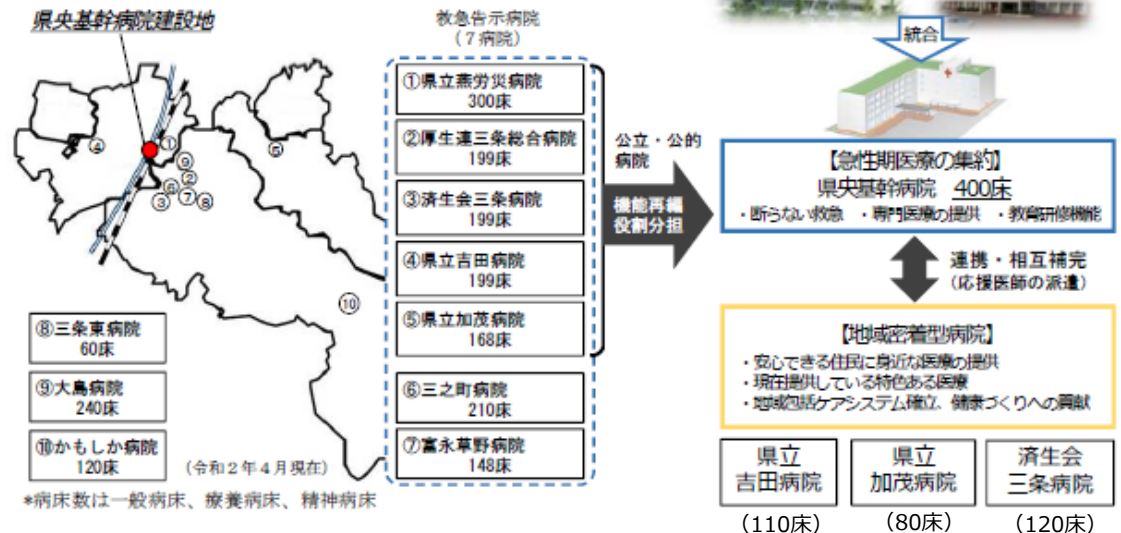 県央基幹病院建設地
④
①
⑨
②
⑥
③
⑦
⑧
⑤
⑩
⑧三条東病院
60床
⑨大島病院
240床
⑩かもしか病院
120床
(令和2年4月現在)
*病床数は一般病床、療養病床、精神病床
救急告示病院
(7病院)
①県立燕労災病院
300床
②厚生連三条総合病院
199床
③済生会三条病院
199床
④県立吉田病院
199床
⑤県立加茂病院
168床
⑥三之町病院
210床
⑦富永草野病院
148床
公立・公的
病院
機能再編
役割分担
統合
【急性期医療の集約】
県央基幹病院 400床
・断らない救急 ・専門医療の提供 ・教育研修機能
連携・相互補完
(応援医師の派遣)
【地域密着型病院】
・安心できる住民に身近な医療の提供
・現在提供している特色ある医療
・地域包括ケアシステム確立、健康づくりへの貢献
県立
吉田病院
(110床)
県立
加茂病院
(80床)
済生会
三条病院
(120床)